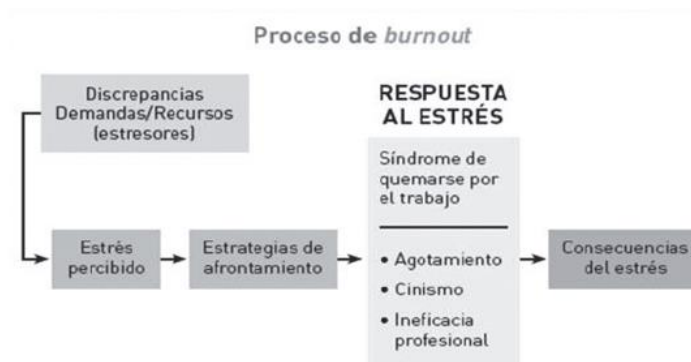 Proceso de burnout
Discrepancias
Demandas/Recursos
(estresores)
Estrés
percibido
Estrategias de
afrontamiento
RESPUESTA
AL ESTRÉS
Síndrome de
quemarse por
el trabajo
• Agotamiento
• Cinismo
• Ineficacia
profesional
Consecuencias
del estrés